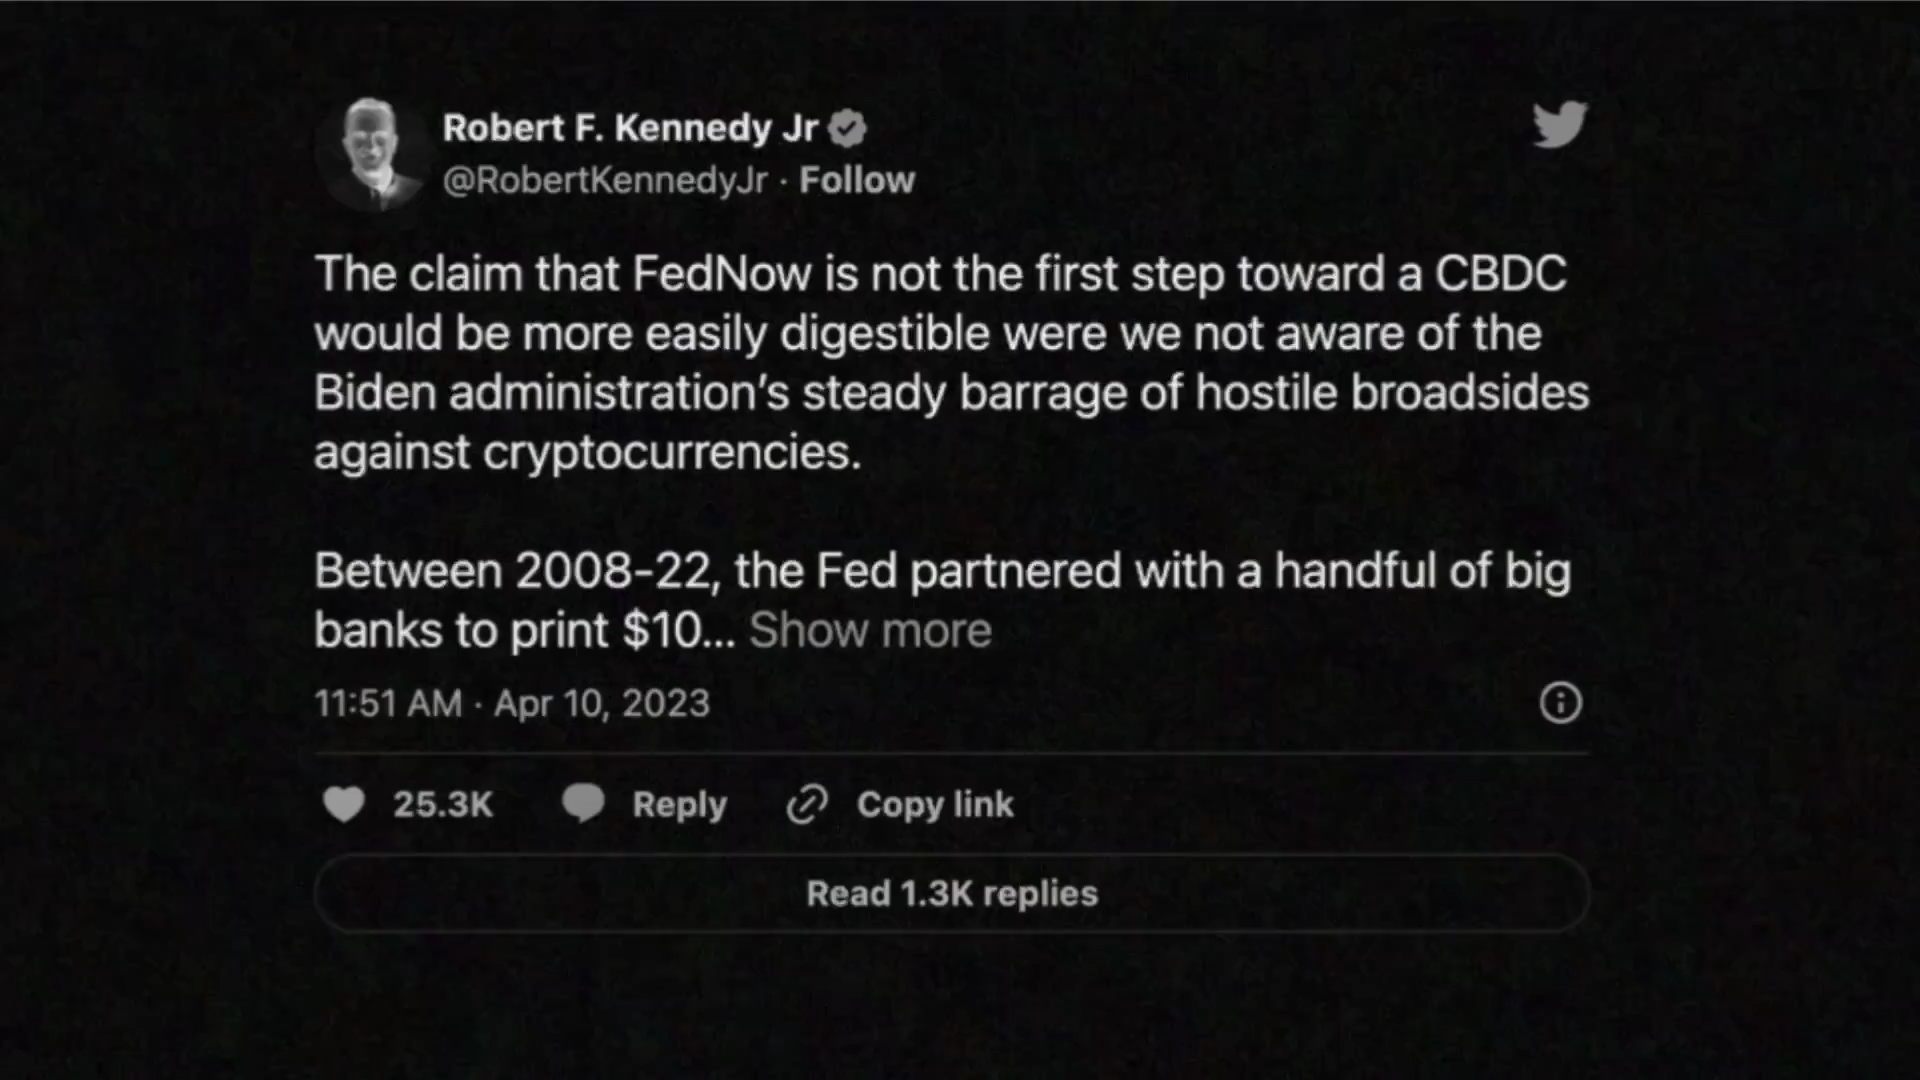 Robert F. Kennedy Jr
@RobertKennedyJr · Follow
The claim that FedNow is not the first step toward a CBDC
would be more easily digestible were we not aware of the
Biden administration’s steady barrage of hostile broadsides
against cryptocurrencies.
Between 2008-22, the Fed partnered with a handful of big
banks to print $10... Show more
11:51 AM · Apr 10, 2023
25.3K Reply Copy link
Read 1.3K replies